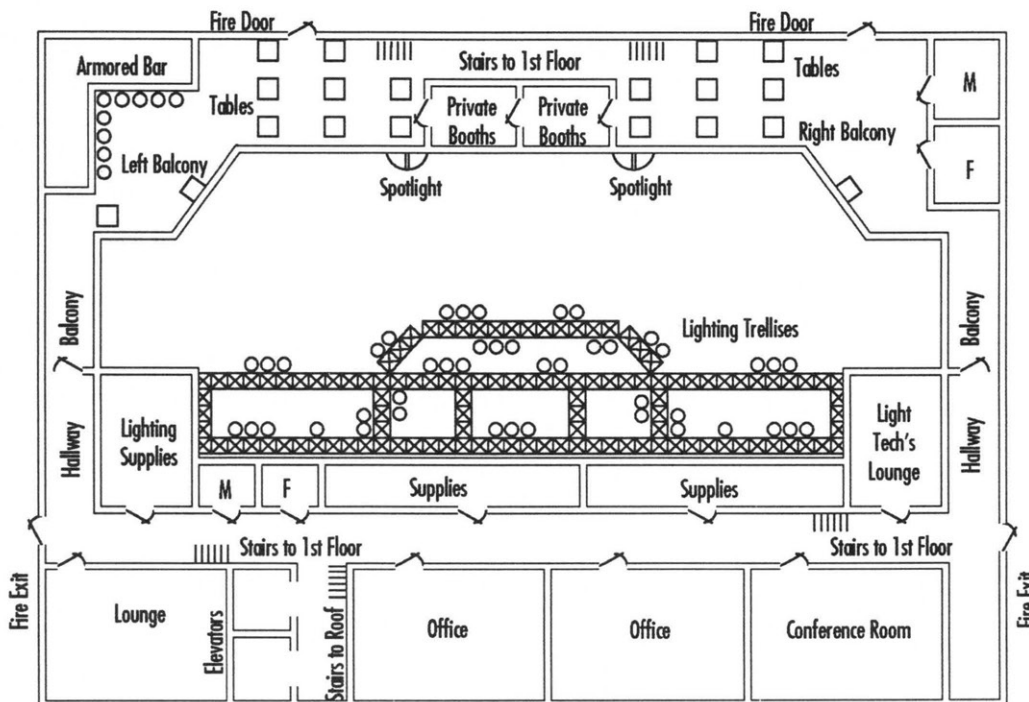 Fire Door
Fire Door
Armored Bar
Stairs to 1st Floor
Tables
Tables
M
Private
Booths
Private
Booths
Left Balcony
Right Balcony
F
Spotlight
Spotlight
Balcony
Balcony
Lighting Trellises
Hallway
Lighting
Supplies
Light
Tech's
Lounge
Hallway
M
F
Supplies
Supplies
Stairs to 1st Floor
Stairs to 1st Floor
Fire Exit
Lounge
Elevators
Stairs to Roof
Office
Office
Conference Room
Fire Exit